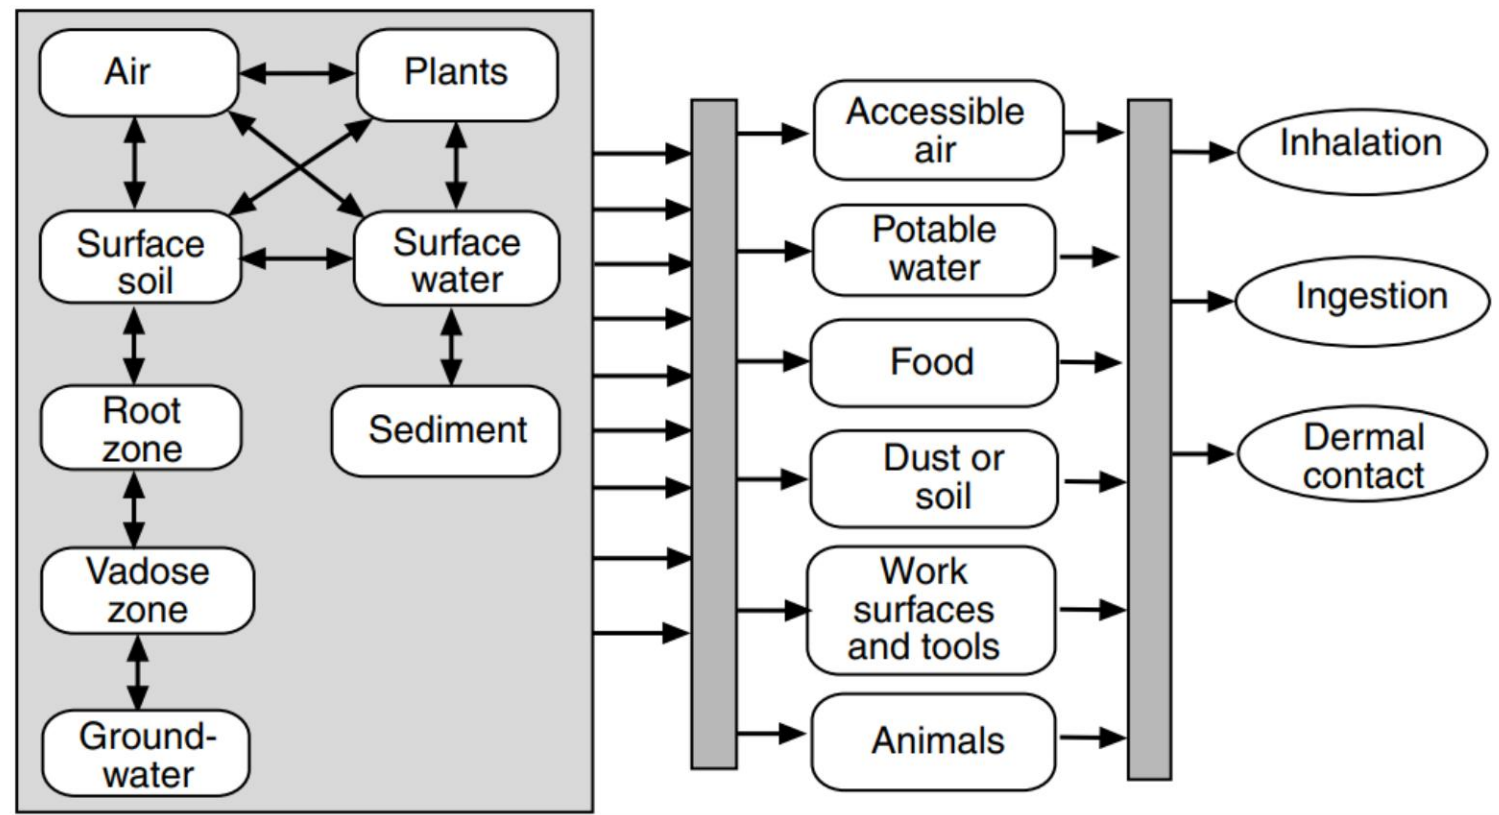 Air
Plants
Surface
soil
Surface
water
Root
zone
Sediment
Vadose
zone
Ground-
water
Accessible
air
Potable
water
Food
Dust or
soil
Work
surfaces
and tools
Animals
Inhalation
Ingestion
Dermal
contact